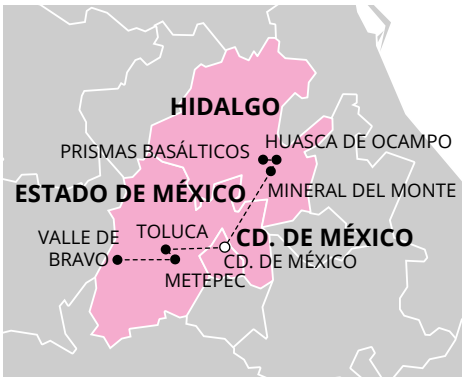 HIDALGO
HUASCA DE OCAMPO
PRISMAS BASÁLTICOS
MINERAL DEL MONTE
ESTADO DE MÉXICO
TOLUCA
CD. DE MÉXICO
VALLE DE
BRAVO
CD. DE MÉXICO
METEPEC